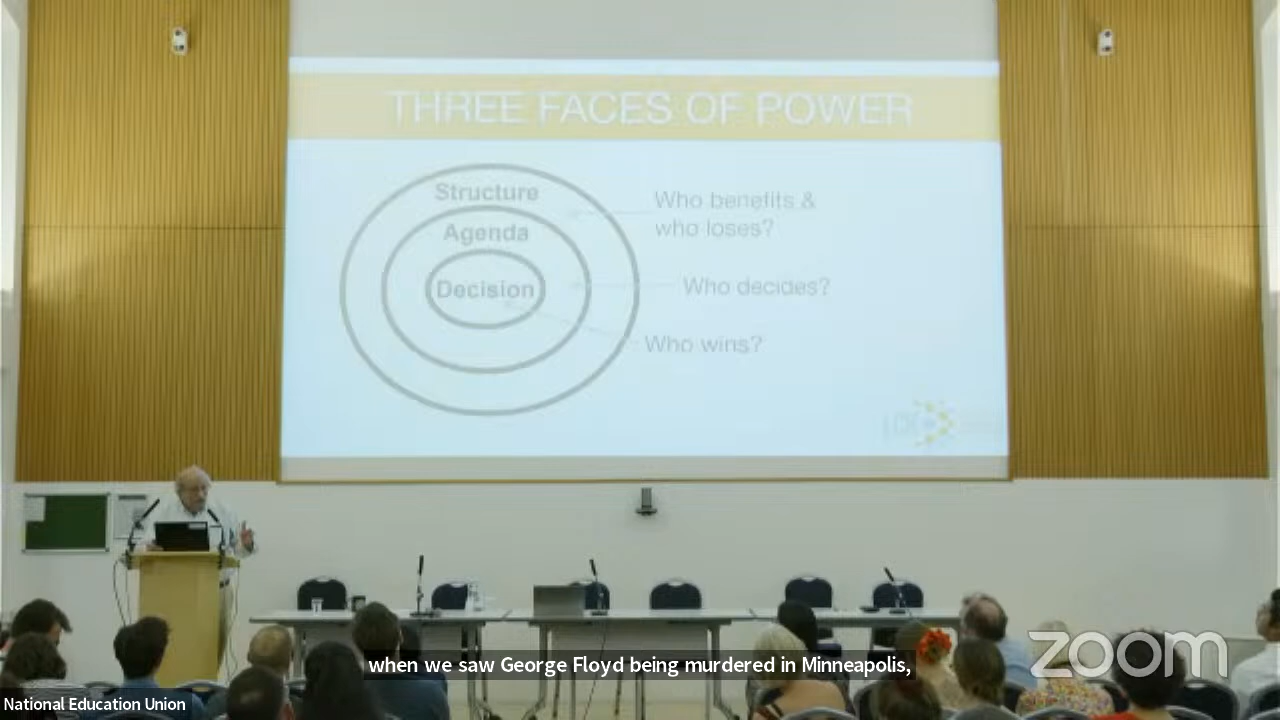 THREE FACES OF POWER
Structure
Agenda
Decision
Who benefits &
who loses?
Who decides?
Who wins?
when we saw George Floyd being murdered in Minneapolis,
zoom
National Education Union